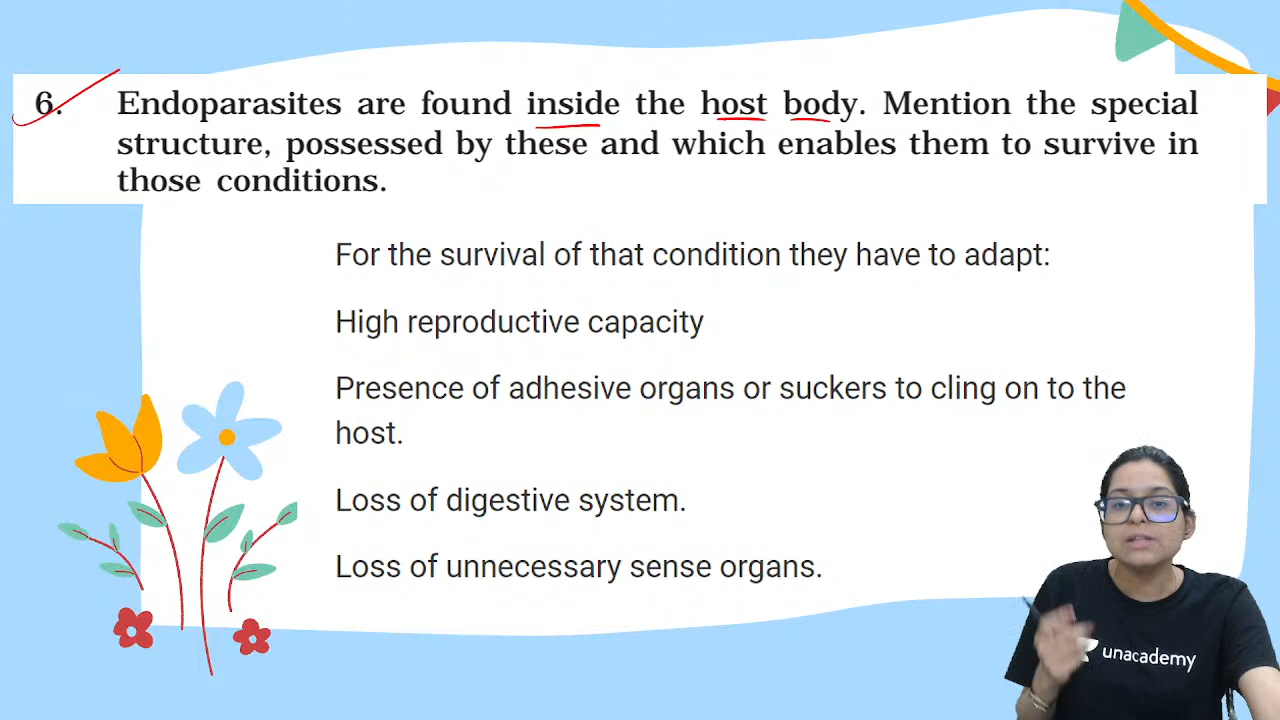 6. Endoparasites are found inside the host body. Mention the special
structure, possessed by these and which enables them to survive in
those conditions.
For the survival of that condition they have to adapt:
High reproductive capacity
Presence of adhesive organs or suckers to cling on to the
host.
Loss of digestive system.
Loss of unnecessary sense organs.
unacademy